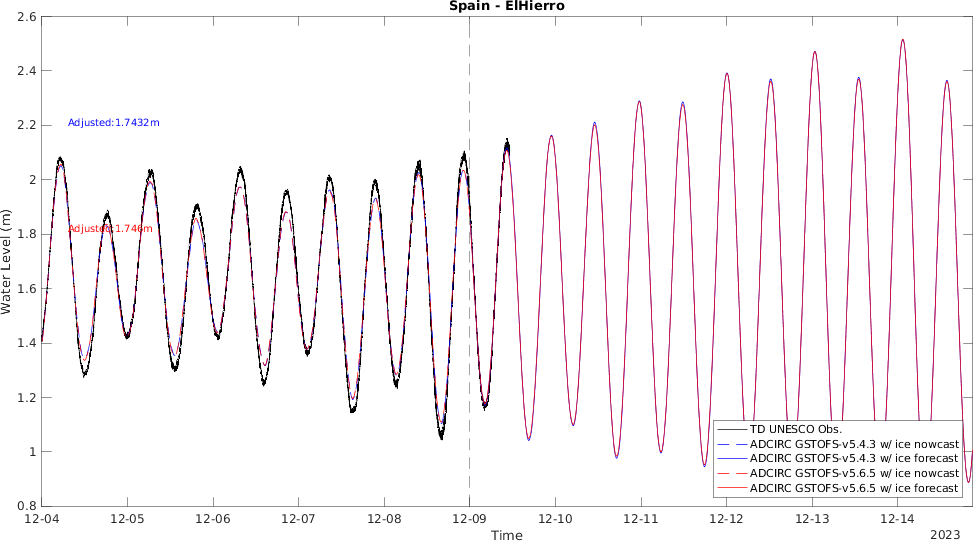 Spain - ElHierro
2.6
2.4
2.2
2
1.8
1.6
1.4
1.2
1
0.8
Water Level (m)
Adjusted:1.7432m
Adjusted:1.746m
TD UNESCO Obs.
ADCIRC GSTOFS-v5.4.3 w/ ice nowcast
ADCIRC GSTOFS-v5.4.3 w/ ice forecast
ADCIRC GSTOFS-v5.6.5 w/ ice nowcast
ADCIRC GSTOFS-v5.6.5 w/ ice forecast
12-04 12-05 12-06 12-07 12-08 12-09 12-10 12-11 12-12 12-13 12-14
Time
2023